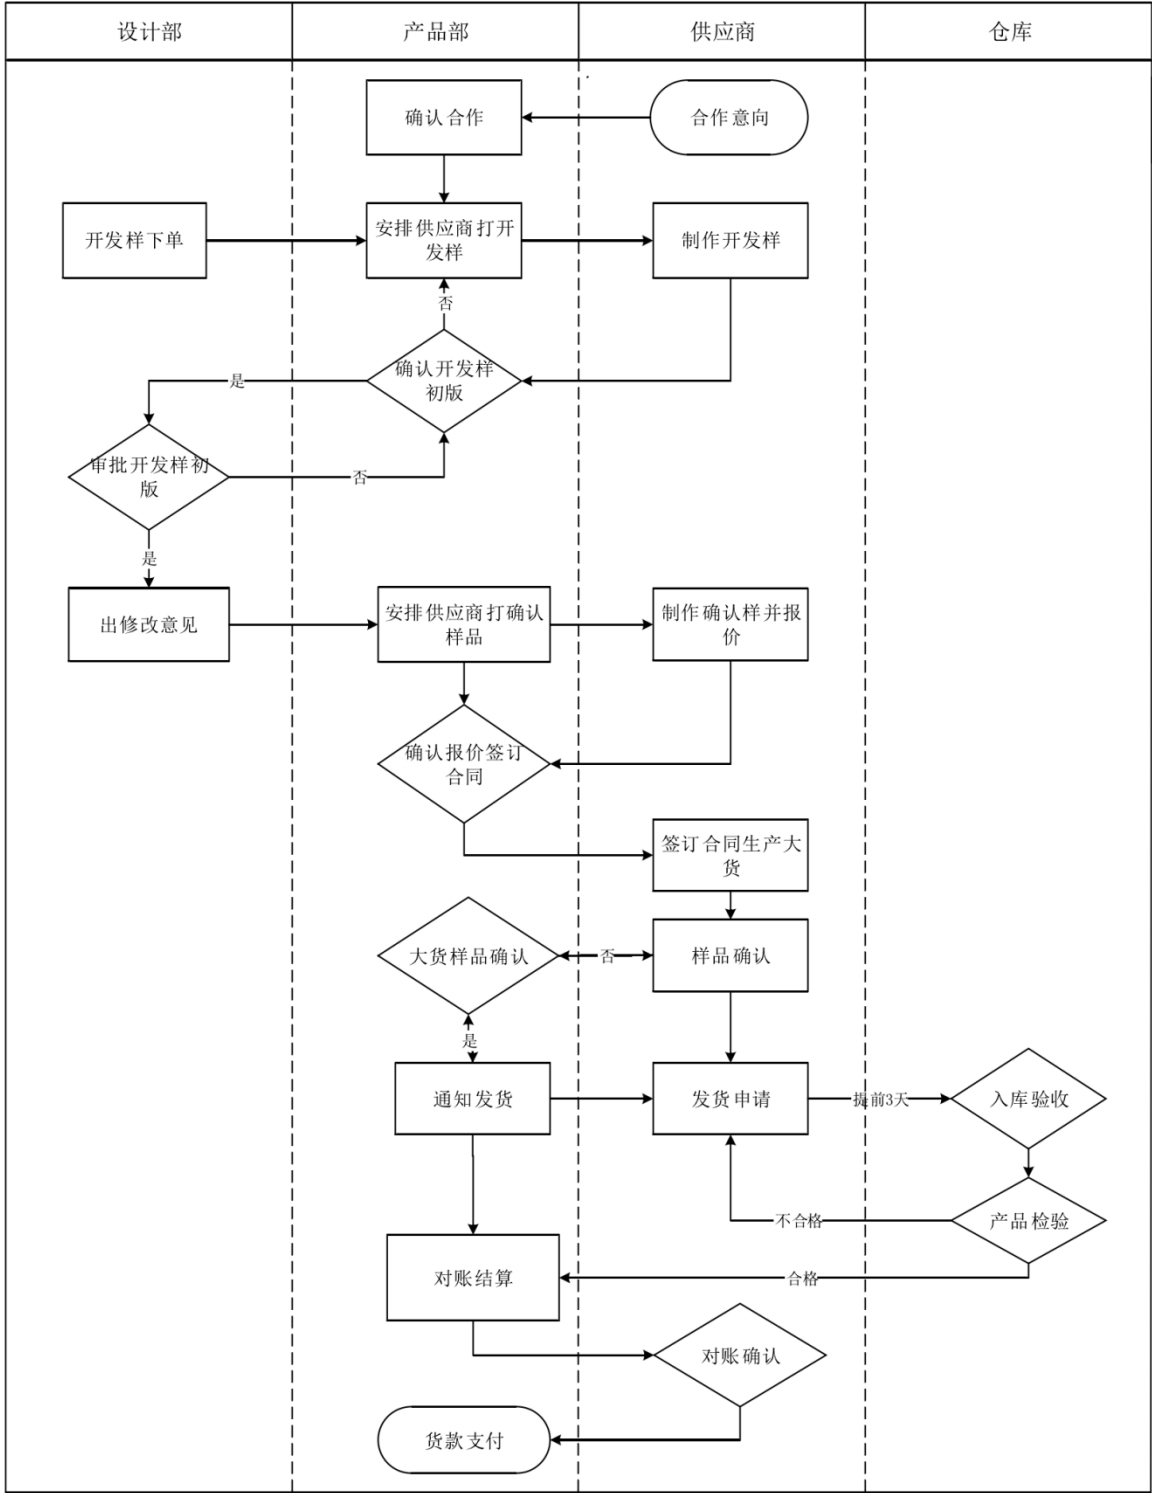 设计部
产品部
供应商
仓库
确认合作
合作意向
开发样下单
安排供应商打开
发样
制作开发样
否
确认开发样
初版
是
审批开发样初
版
否
是
出修改意见
安排供应商打确认
样品
制作确认样并报
价
确认报价签订
合同
签订合同生产大
货
大货样品确认
否
样品确认
是
通知发货
发货申请
提前3天
入库验收
不合格
产品检验
对账结算
合格
对账确认
货款支付